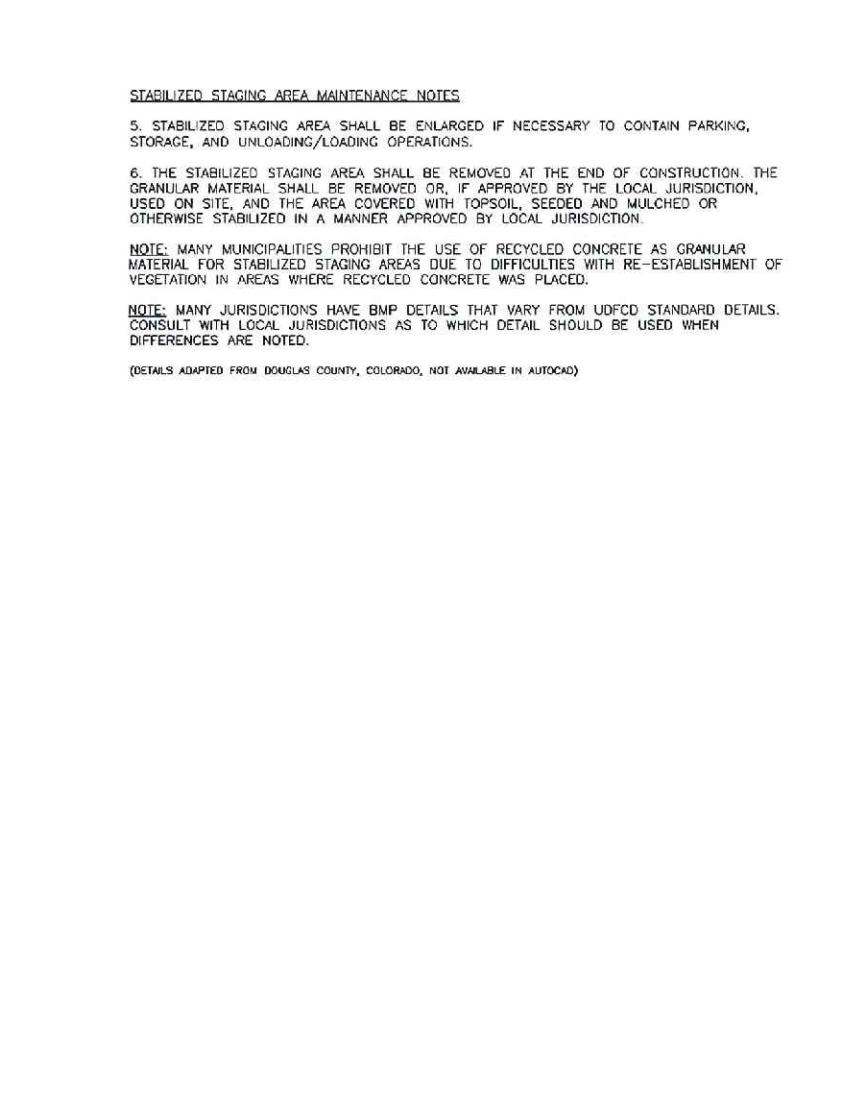 STABILIZED STAGING AREA MAINTENANCE NOTES
5. STABILIZED STAGING AREA SHALL BE ENLARGED IF NECESSARY TO CONTAIN PARKING,
STORAGE, AND UNLOADING/LOADING OPERATIONS.
6. THE STABILIZED STAGING AREA SHALL BE REMOVED AT THE END OF CONSTRUCTION. THE
GRANULAR MATERIAL SHALL BE REMOVED OR, IF APPROVED BY THE LOCAL JURISDICTION,
USED ON SITE, AND THE AREA COVERED WITH TOPSOIL, SEEDED AND MULCHED OR
OTHERWISE STABILIZED IN A MANNER APPROVED BY LOCAL JURISDICTION.
NOTE: MANY MUNICIPALITIES PROHIBIT THE USE OF RECYCLED CONCRETE AS GRANULAR
MATERIAL FOR STABILIZED STAGING AREAS DUE TO DIFFICULTIES WITH RE-ESTABLISHMENT OF
VEGETATION IN AREAS WHERE RECYCLED CONCRETE WAS PLACED.
NOTE: MANY JURISDICTIONS HAVE BMP DETAILS THAT VARY FROM UDFCD STANDARD DETAILS.
CONSULT WITH LOCAL JURISDICTIONS AS TO WHICH DETAIL SHOULD BE USED WHEN
DIFFERENCES ARE NOTED.
(DETAILS ADAPTED FROM DOUGLAS COUNTY, COLORADO, NOT AVAILABLE IN AUTOCAD)